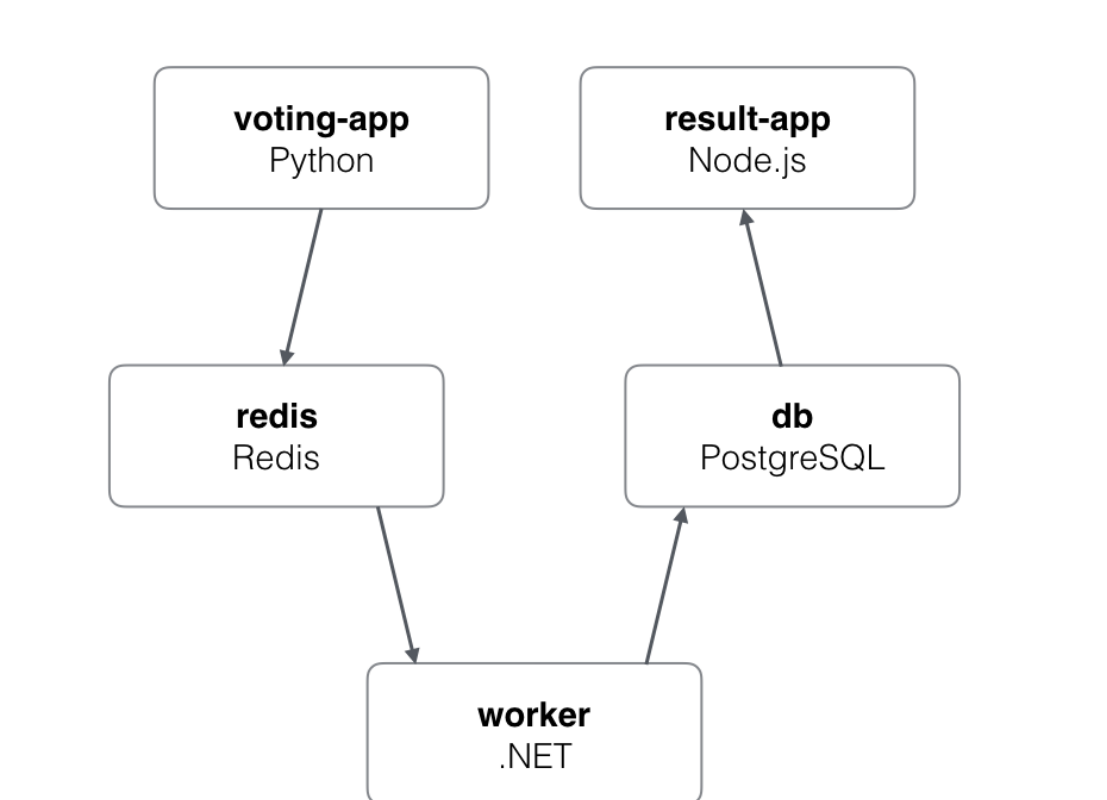 voting-app
Python
result-app
Node.js
redis
Redis
db
PostgreSQL
worker
.NET